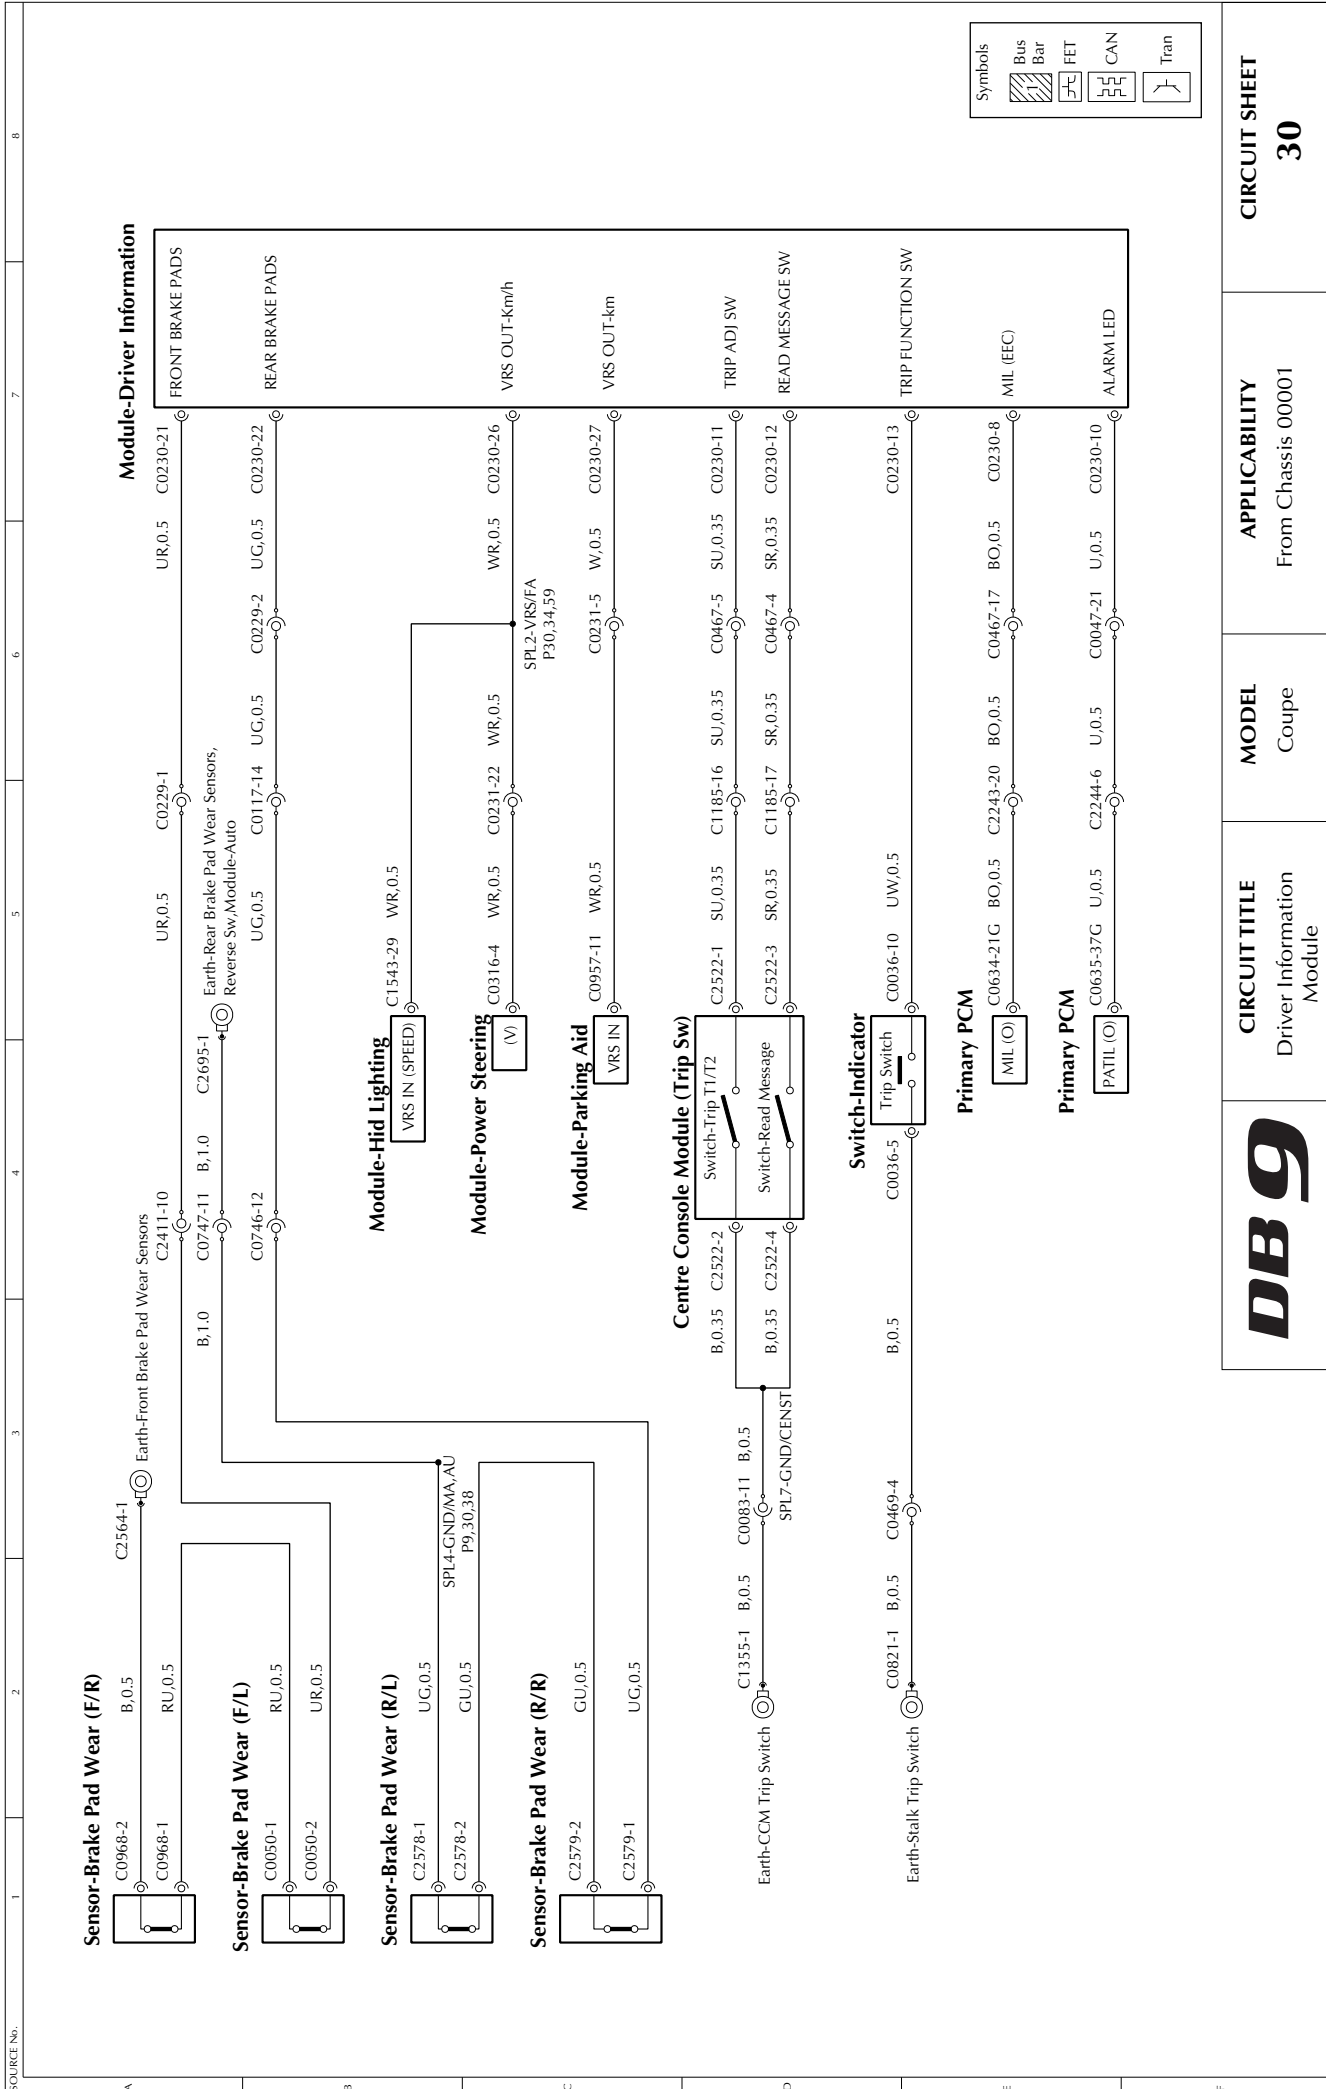 SOURCE No.
1
2
3
4
5
6
7
8
A
B
C
D
E
F
Sensor-Brake Pad Wear (F/R)
C0968-2
B,0.5
C2564-1
Earth-Front Brake Pad Wear Sensors
C0968-1
RU,0.5
Sensor-Brake Pad Wear (F/L)
C0050-1
RU,0.5
C0050-2
UR,0.5
C2411-10
UR,0.5
C0229-1
UR,0.5
C0230-21
Sensor-Brake Pad Wear (R/L)
C2578-1
UG,0.5
SPL4-GND/MA,AU
P9,30,38
B,1.0
C0747-11
B,1.0
C2695-1
Earth-Rear Brake Pad Wear Sensors,
Reverse Sw,Module-Auto
C2578-2
GU,0.5
Sensor-Brake Pad Wear (R/R)
C2579-2
GU,0.5
C2579-1
UG,0.5
C0746-12
UG,0.5
C0117-14
UG,0.5
C0229-2
UG,0.5
C0230-22
Module-Driver Information
FRONT BRAKE PADS
REAR BRAKE PADS
VRS OUT-Km/h
VRS OUT-km
TRIP ADJ SW
READ MESSAGE SW
TRIP FUNCTION SW
MIL (EEC)
ALARM LED
Module-Hid Lighting
VRS IN (SPEED)
C1543-29
WR,0.5
Module-Power Steering
(V)
C0316-4
WR,0.5
C0231-22
WR,0.5
SPL2-VRS/FA
P30,34,59
WR,0.5
C0230-26
Module-Parking Aid
VRS IN
C0957-11
WR,0.5
C0231-5
W,0.5
C0230-27
Centre Console Module (Trip Sw)
Earth-CCM Trip Switch
C1355-1
B,0.5
C0083-11
B,0.5
SPL7-GND/CENST
B,0.35
C2522-2
Switch-Trip T1/T2
C2522-1
SU,0.35
C1185-16
SU,0.35
C0467-5
SU,0.35
C0230-11
B,0.35
C2522-4
Switch-Read Message
C2522-3
SR,0.35
C1185-17
SR,0.35
C0467-4
SR,0.35
C0230-12
Switch-Indicator
Earth-Stalk Trip Switch
C0821-1
B,0.5
C0469-4
B,0.5
C0036-5
Trip Switch
C0036-10
UW,0.5
C0230-13
Primary PCM
MIL (O)
C0634-21G
BO,0.5
C2243-20
BO,0.5
C0467-17
BO,0.5
C0230-8
Primary PCM
PATIL (O)
C0635-37G
U,0.5
C2244-6
U,0.5
C0047-21
U,0.5
C0230-10
Symbols
1
Bus
Bar
FET
CAN
Tran
DB9
CIRCUIT TITLE
Driver Information
Module
MODEL
Coupe
APPLICABILITY
From Chassis 00001
CIRCUIT SHEET
30